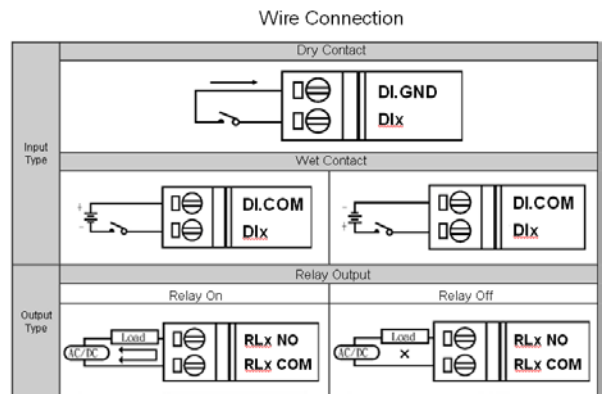 Wire Connection
Dry Contact
DI.GND
DIx
Input
Type
Wet Contact
+
-
DI.COM
DIx
-
+
DI.COM
DIx
Relay Output
Relay On
Relay Off
Output
Type
Load
AC/DC
RLx NO
RLx COM
Load
AC/DC
×
RLx NO
RLx COM